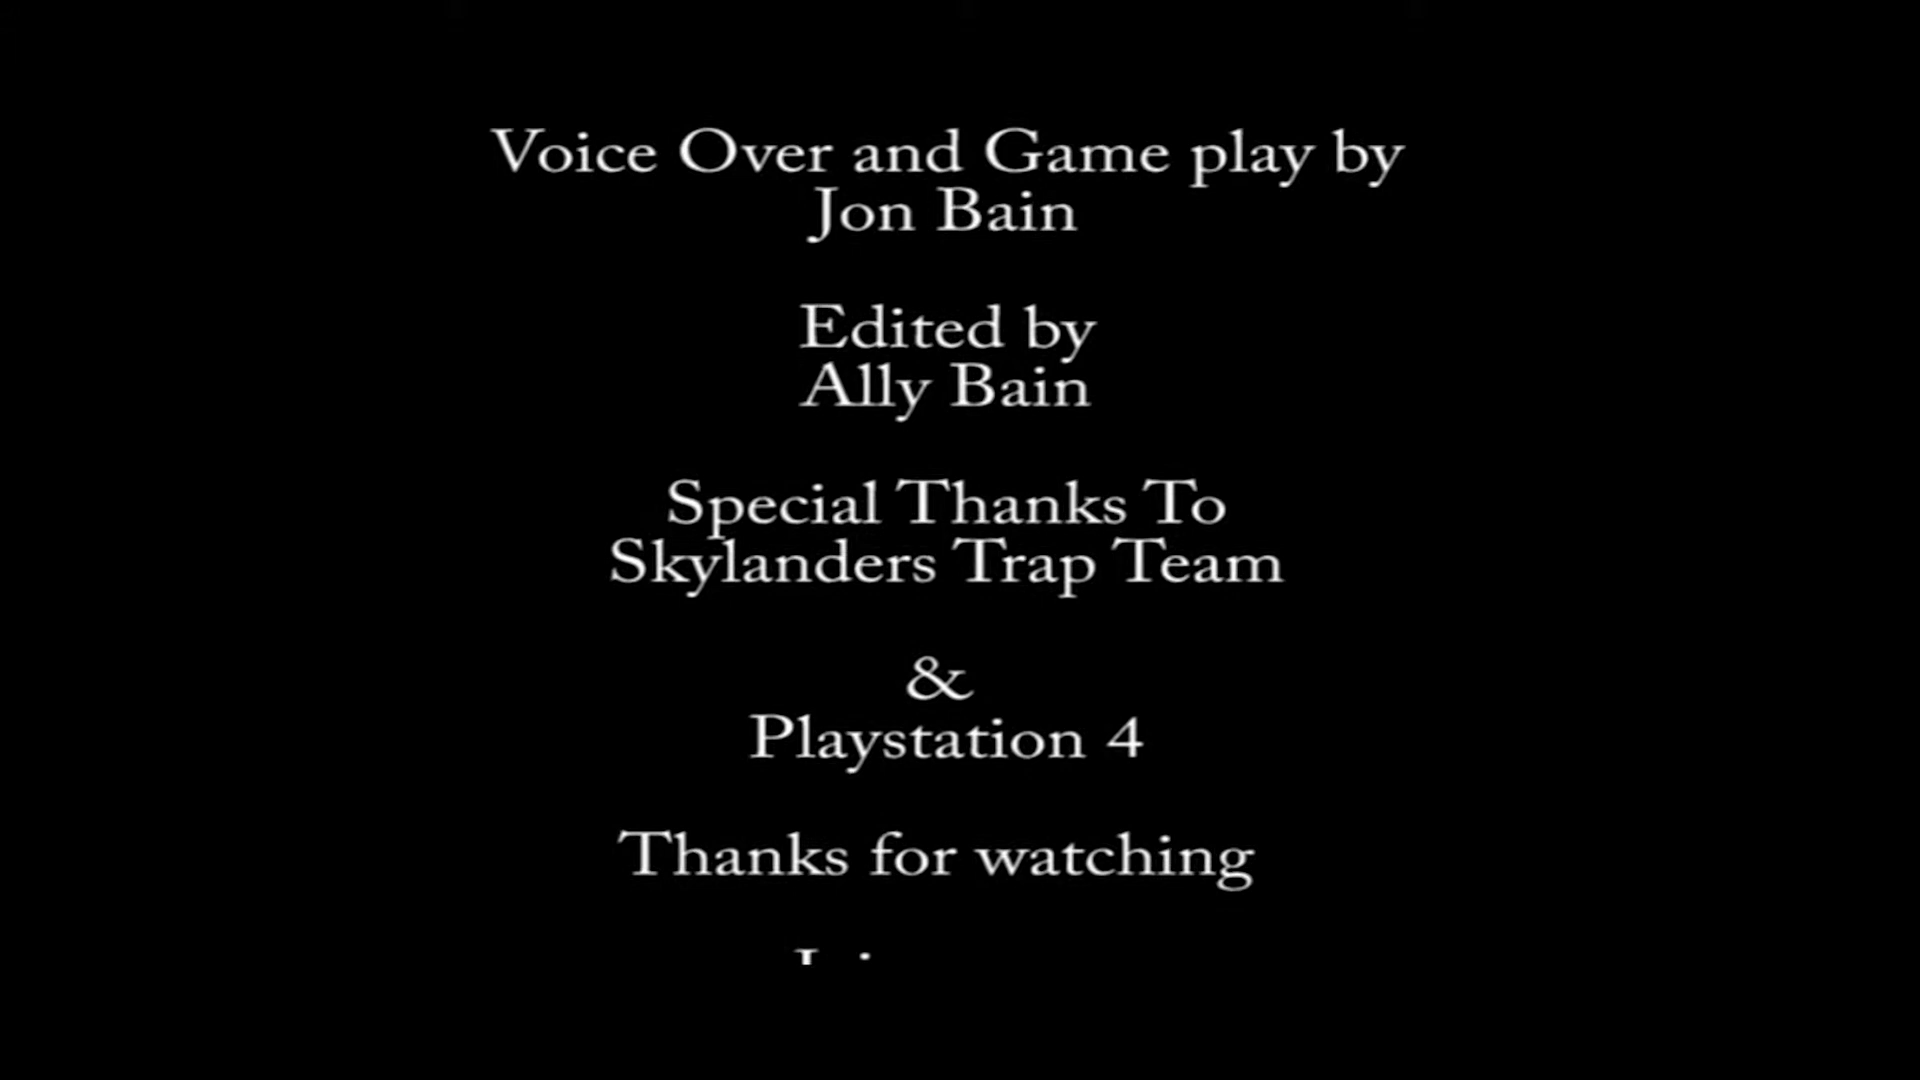 Voice Over and Game play by
Jon Bain
Edited by
Ally Bain
Special Thanks To
Skylanders Trap Team
&
Playstation 4
Thanks for watching